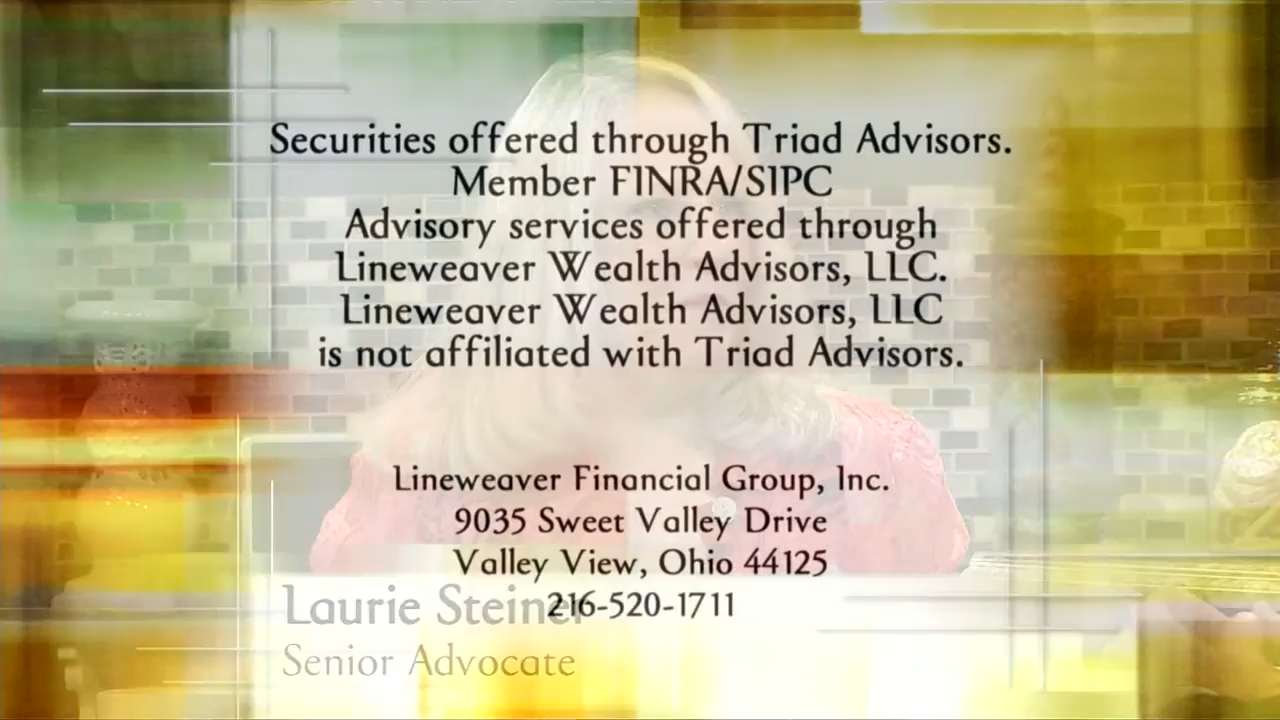 Securities offered through Triad Advisors.
Member FINRA/SIPC
Advisory services offered through
Lineweaver Wealth Advisors, LLC.
Lineweaver Wealth Advisors, LLC
is not affiliated with Triad Advisors.
Lineweaver Financial Group, Inc.
9035 Sweet Valley Drive
Valley View, Ohio 44125
216-520-1711
Laurie Steiner
Senior Advocate